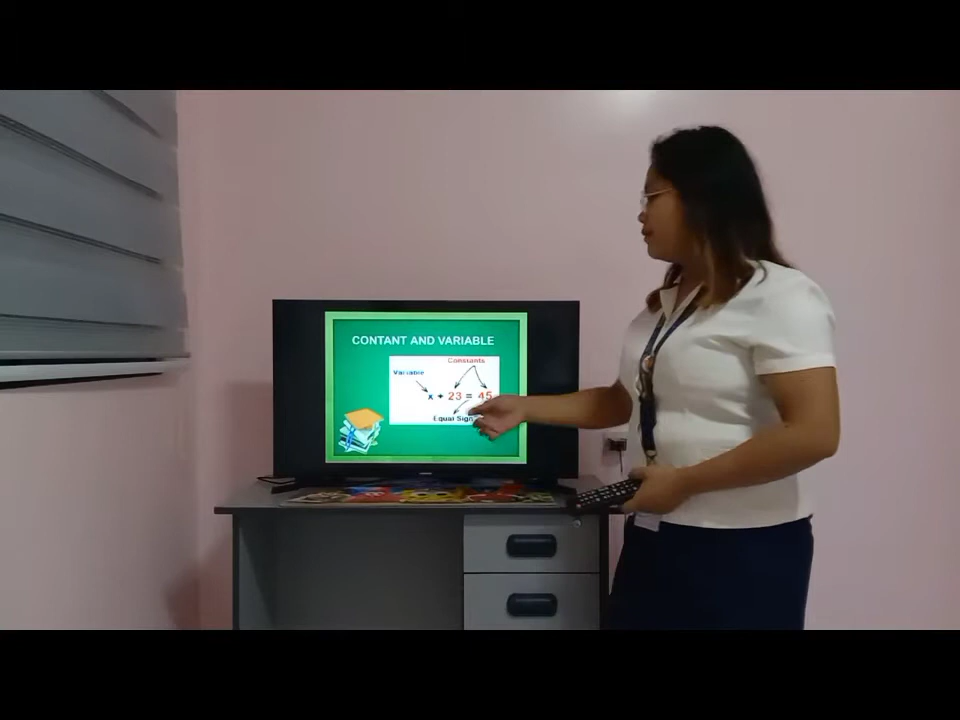 CONTANT AND VARIABLE
Constants
Variable
x + 23 = 45
Equal Sign